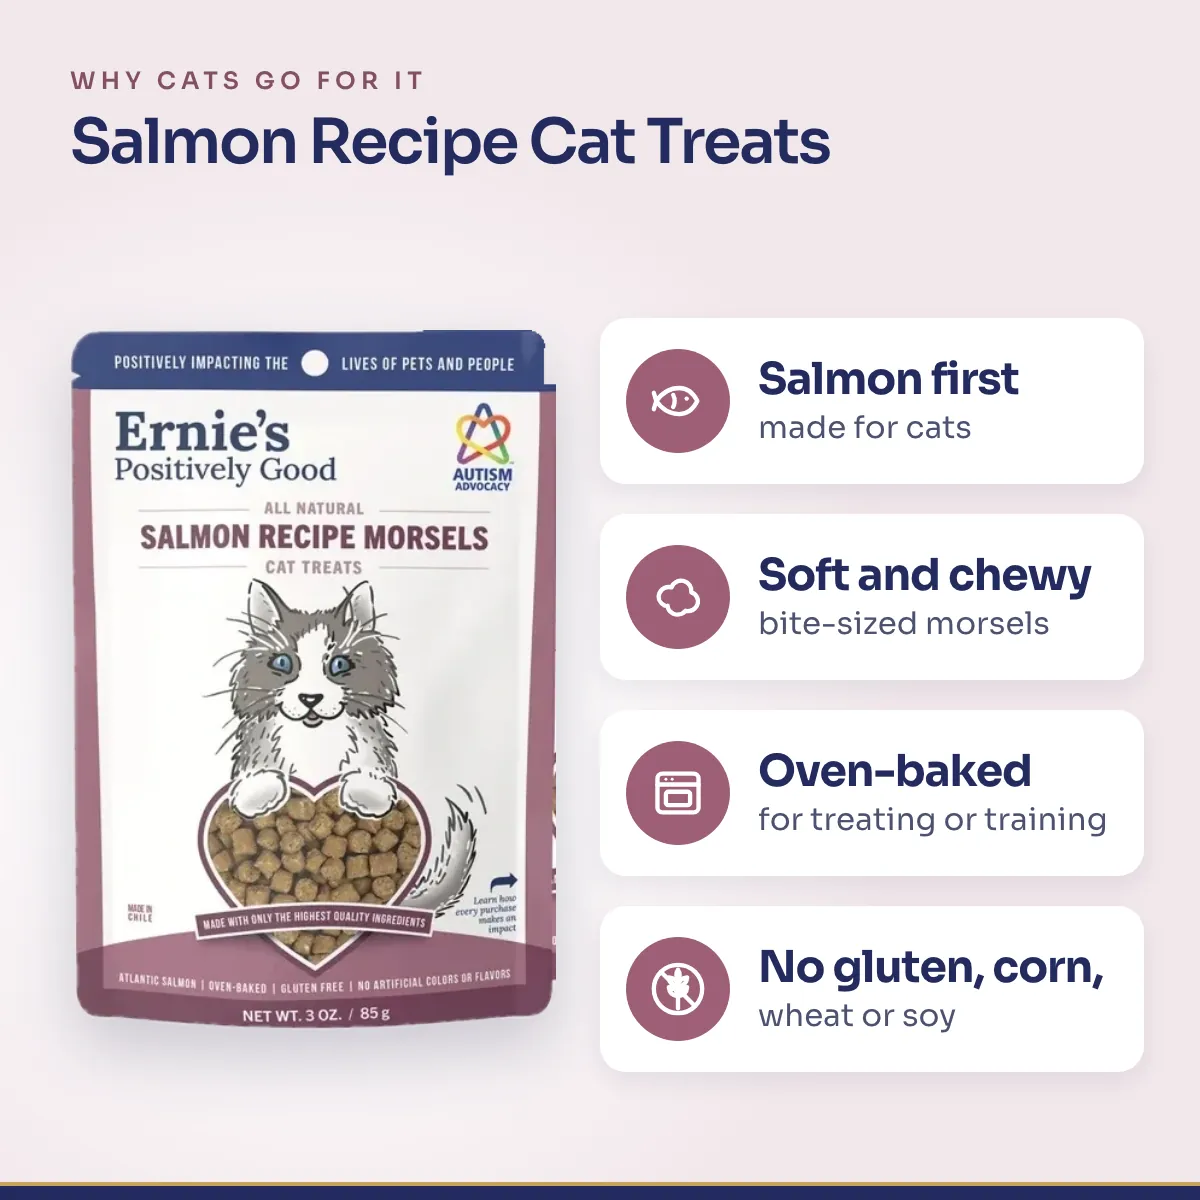 WHY CATS GO FOR IT
Salmon Recipe Cat Treats
POSITIVELY IMPACTING THE LIVES OF PETS AND PEOPLE
Ernie's
Positively Good
AUTISM
ADVOCACY
ALL NATURAL
SALMON RECIPE MORSELS
CAT TREATS
MADE IN
CHILE
MADE WITH ONLY THE HIGHEST QUALITY INGREDIENTS
Learn how
every purchase
makes an
impact
ATLANTIC SALMON | OVEN-BAKED | GLUTEN FREE | NO ARTIFICIAL COLORS OR FLAVORS
NET WT. 3 OZ. / 85 g
Salmon first
made for cats
Soft and chewy
bite-sized morsels
Oven-baked
for treating or training
No gluten, corn,
wheat or soy